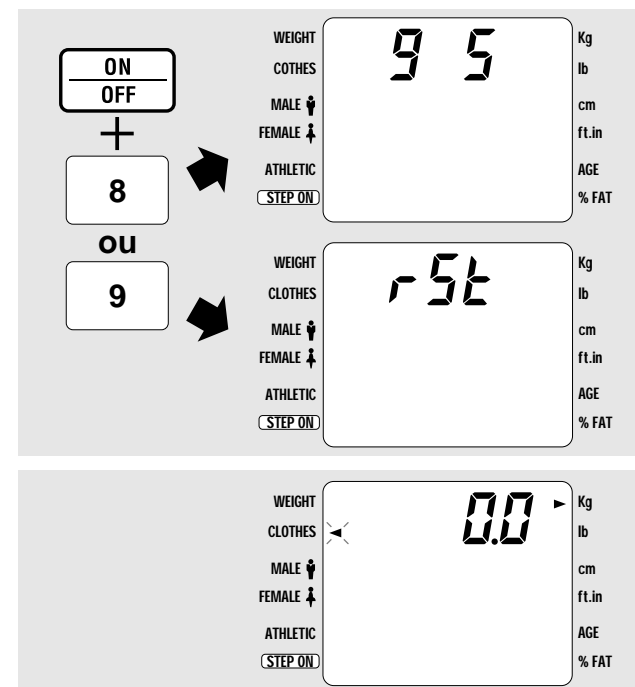 ON
OFF
+
8
ou
9
WEIGHT 9 5 Kg
COTHES lb
MALE cm
FEMALE ft.in
ATHLETIC AGE
STEP ON % FAT
WEIGHT rSt Kg
CLOTHES lb
MALE cm
FEMALE ft.in
ATHLETIC AGE
STEP ON % FAT
WEIGHT 0.0 Kg
CLOTHES lb
MALE cm
FEMALE ft.in
ATHLETIC AGE
STEP ON % FAT